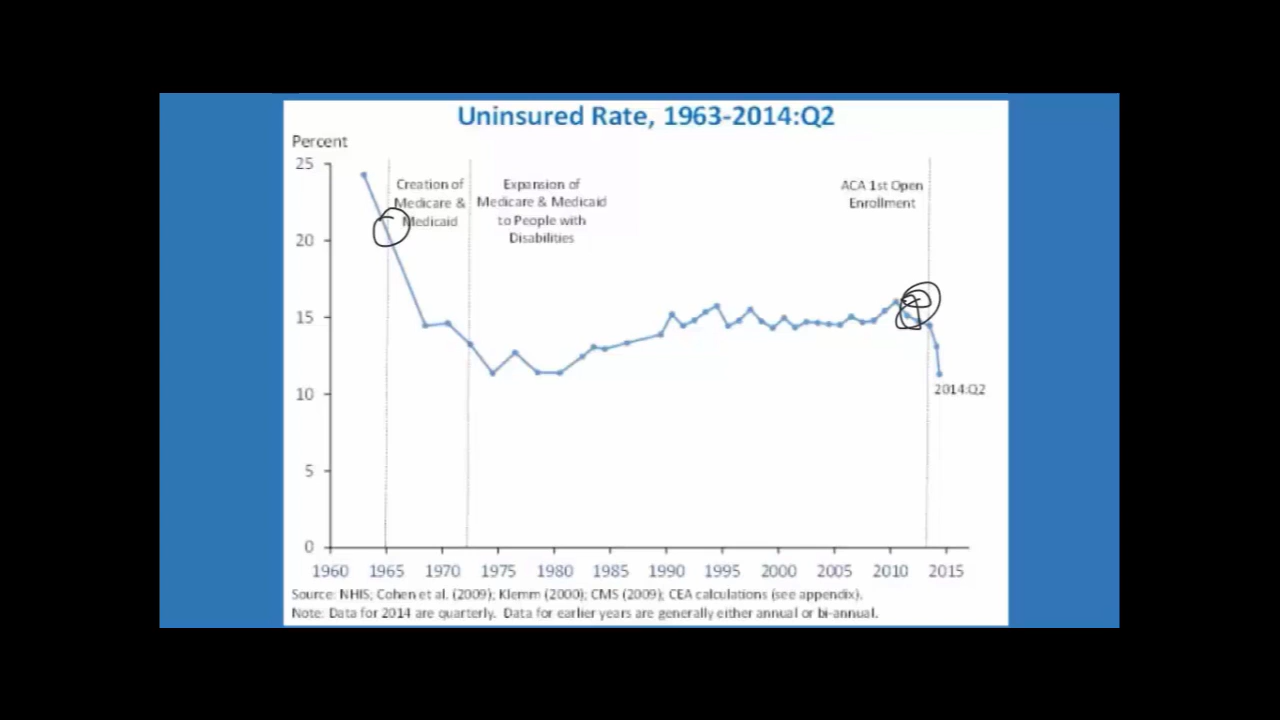 Uninsured Rate, 1963-2014:Q2
Percent
25
20
15
10
5
0
Creation of
Medicare &
Medicaid
Expansion of
Medicare & Medicaid
to People with
Disabilities
ACA 1st Open
Enrollment
2014:Q2
1960 1965 1970 1975 1980 1985 1990 1995 2000 2005 2010 2015
Source: NHIS; Cohen et al. (2009); Klemm (2000); CMS (2009); CEA calculations (see appendix).
Note: Data for 2014 are quarterly. Data for earlier years are generally either annual or bi-annual.